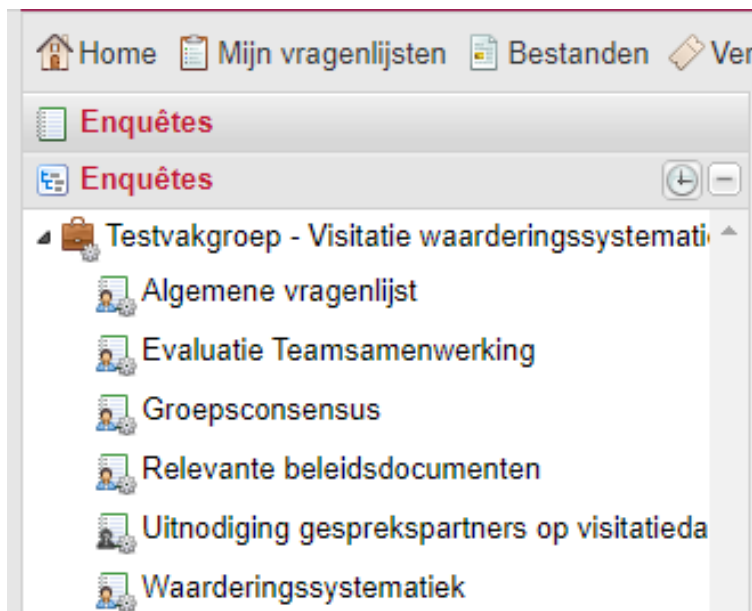 Home Mijn vragenlijsten Bestanden Ver
Enquêtes
Enquêtes
Testvakgroep - Visitatie waarderingssystemati
Algemene vragenlijst
Evaluatie Teamsamenwerking
Groepsconsensus
Relevante beleidsdocumenten
Uitnodiging gesprekspartners op visitatieda
Waarderingssystematiek